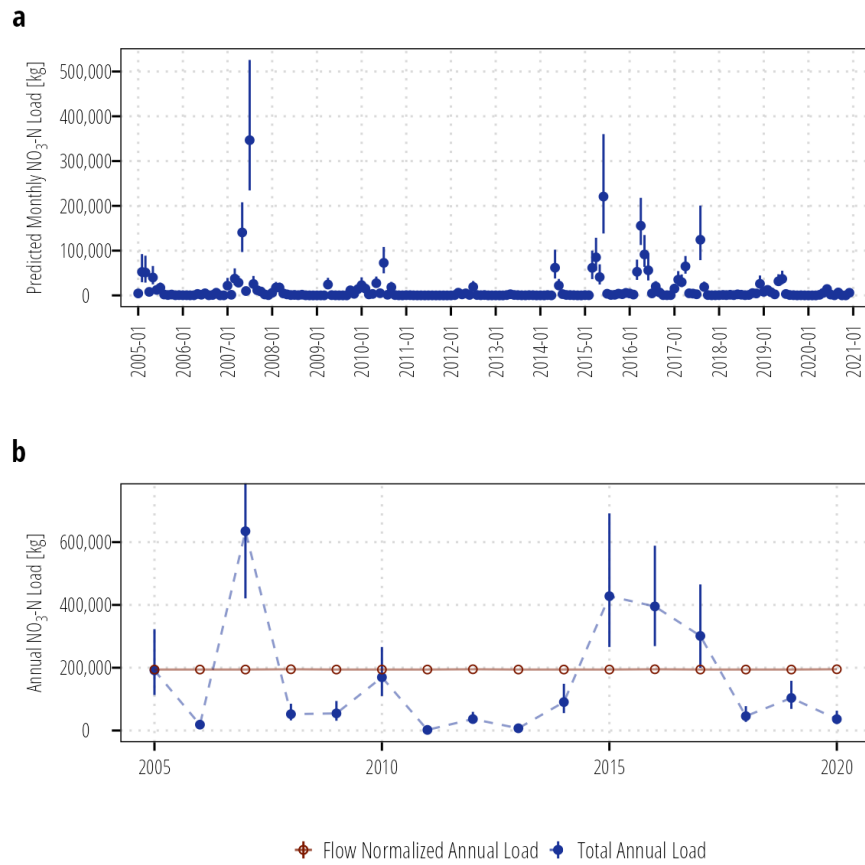 a
Predicted Monthly NO₃-N Load [kg]
500,000
400,000
300,000
200,000
100,000
0
2005-01 2006-01 2007-01 2008-01 2009-01 2010-01 2011-01 2012-01 2013-01 2014-01 2015-01 2016-01 2017-01 2018-01 2019-01 2020-01 2021-01
b
Annual NO₃-N Load [kg]
600,000
400,000
200,000
0
2005 2010 2015 2020
Flow Normalized Annual Load Total Annual Load